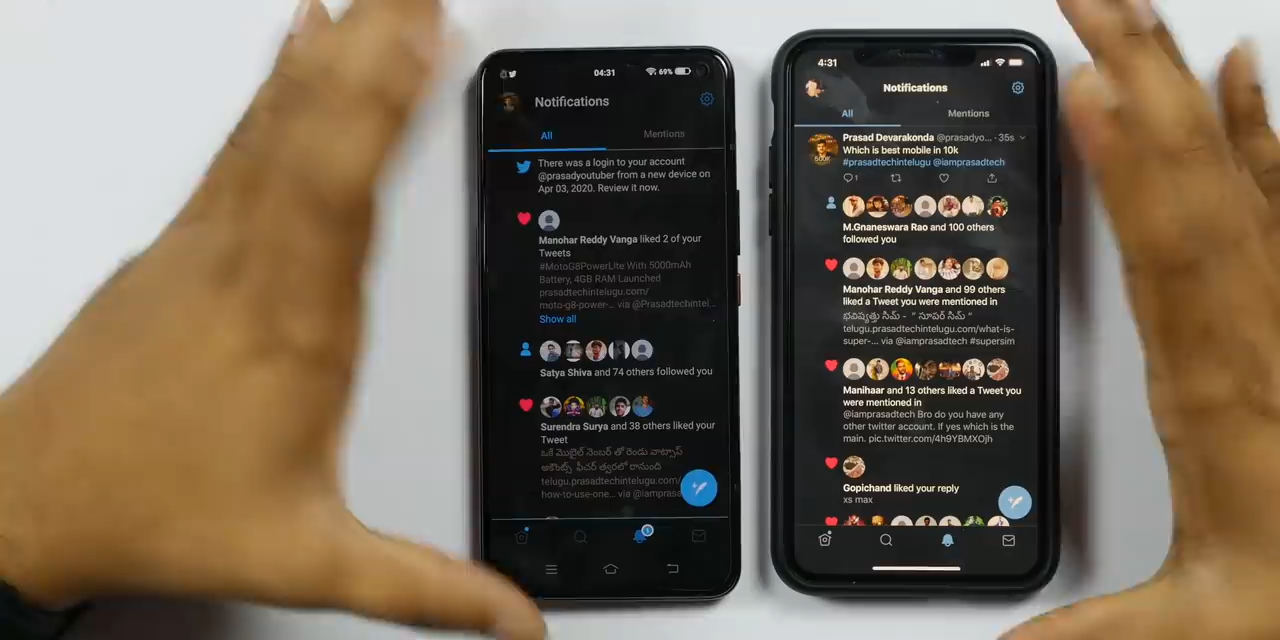 04:31
69%
Notifications
All
Mentions
There was a login to your account
@prasadyoutuber from a new device on
Apr 03, 2020. Review it now.
Manohar Reddy Vanga liked 2 of your
Tweets
#MotoG8PowerLite With 5000mAh
Battery, 4GB RAM Launched
prasadtechintelugu.com/
moto-g8-power-... via @Prasadtechintel...
Show all
Satya Shiva and 74 others followed you
Surendra Surya and 38 others liked your
Tweet
ఒకే మొబైల్ నెంబర్ తో రెండు వాట్సాప్
అకౌంట్స్ ఫీచర్ త్వరలో రానుంది
telugu.prasadtechintelugu.com/
how-to-use-one... via @iamprasa
4:31
Notifications
All
Mentions
Prasad Devarakonda @prasadyo... · 35s
Which is best mobile in 10k
#prasadtechintelugu @iamprasadtech
1
M.Gnaneswara Rao and 100 others
followed you
Manohar Reddy Vanga and 99 others
liked a Tweet you were mentioned in
భవిష్యత్తు సిమ్ - " సూపర్ సిమ్ "
telugu.prasadtechintelugu.com/what-is-
super-... via @iamprasadtech #supersim
Manihaar and 13 others liked a Tweet you
were mentioned in
@iamprasadtech Bro do you have any
other twitter account. If yes which is the
main. pic.twitter.com/4h9YBMXOjh
Gopichand liked your reply
xs max